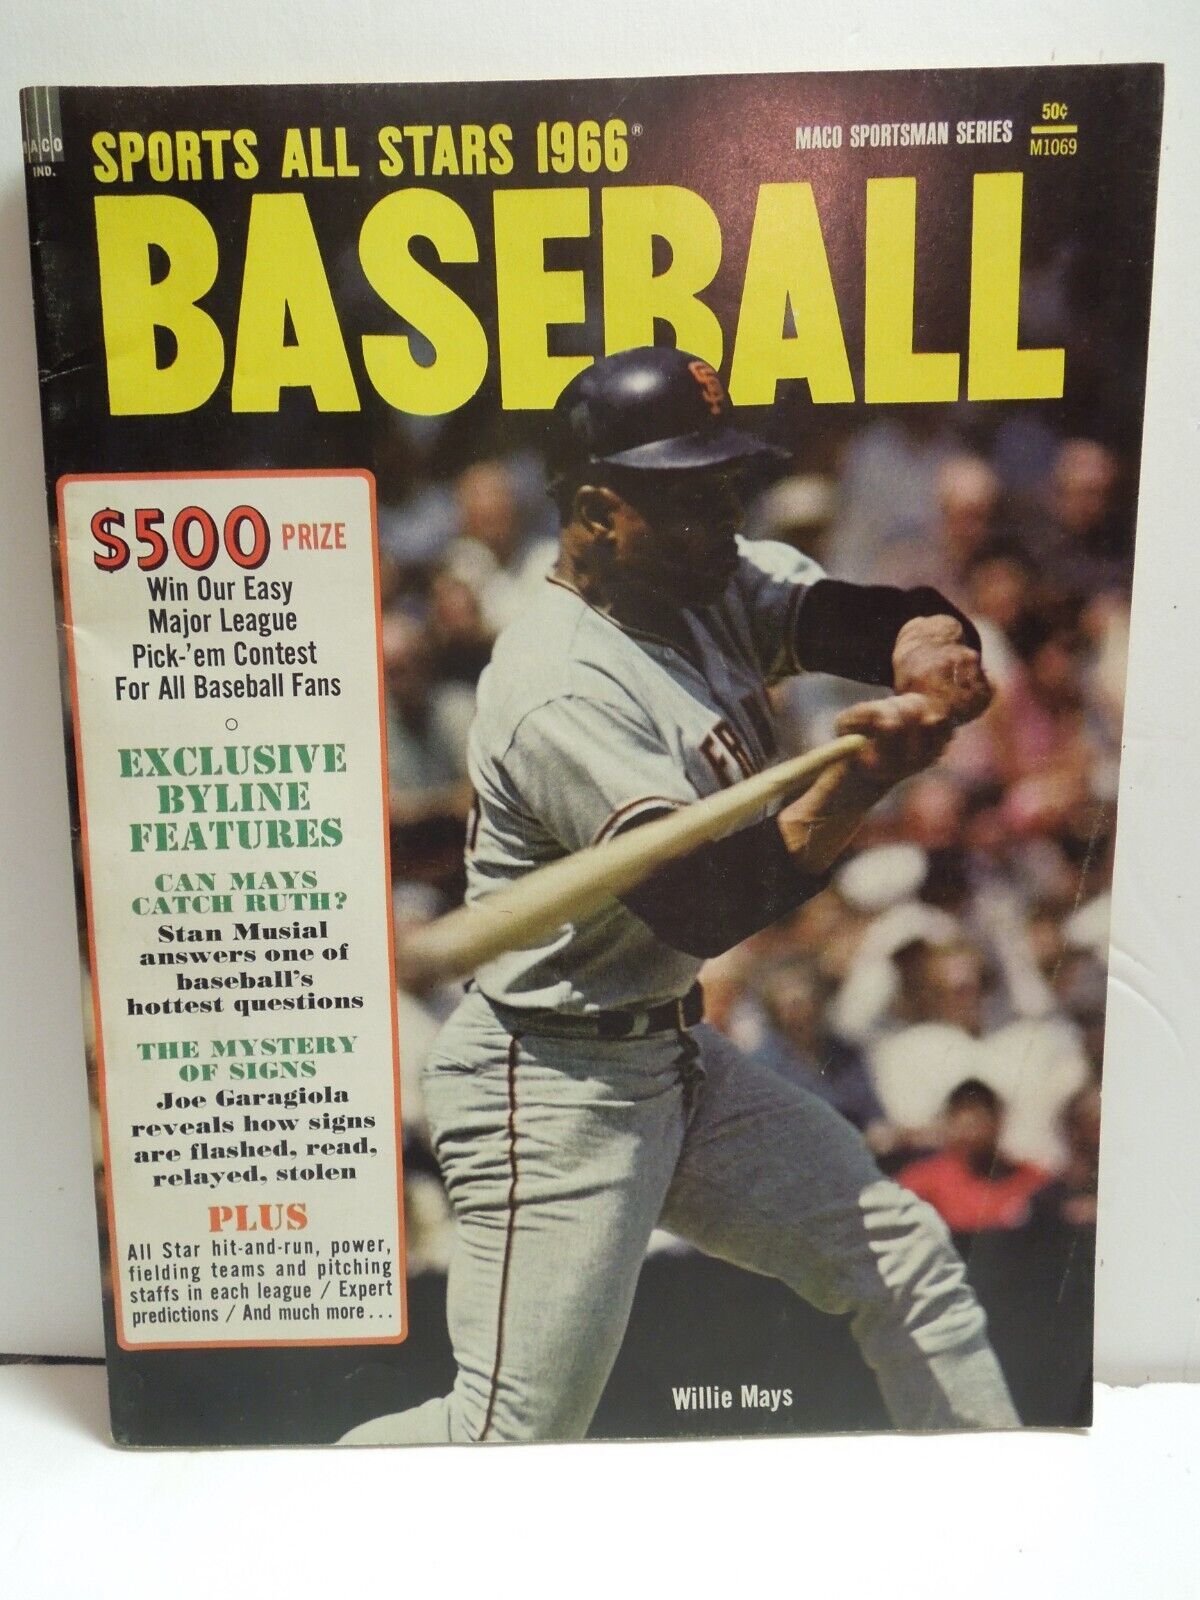 MACO
IND.
SPORTS ALL STARS 1966®
MACO SPORTSMAN SERIES
50¢
M1069
BASEBALL
SF
$500 PRIZE
Win Our Easy
Major League
Pick-'em Contest
For All Baseball Fans
EXCLUSIVE
BYLINE
FEATURES
CAN MAYS
CATCH RUTH?
Stan Musial
answers one of
baseball's
hottest questions
THE MYSTERY
OF SIGNS
Joe Garagiola
reveals how signs
are flashed, read,
relayed, stolen
PLUS
All Star hit-and-run, power,
fielding teams and pitching
staffs in each league / Expert
predictions / And much more...
FRAN
Willie Mays